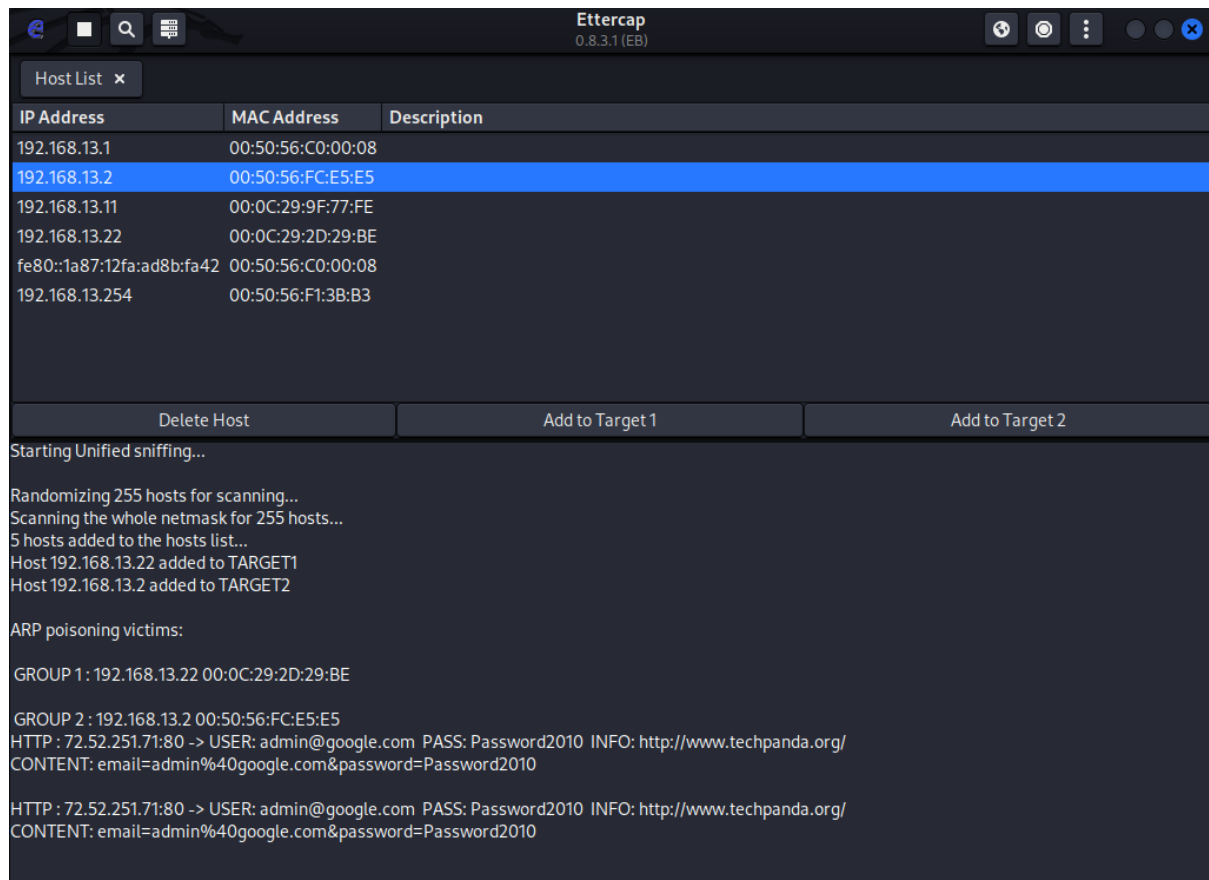 Ettercap
0.8.3.1 (EB)
Host List ×
IP Address MAC Address Description
192.168.13.1 00:50:56:C0:00:08
192.168.13.2 00:50:56:FC:E5:E5
192.168.13.11 00:0C:29:9F:77:FE
192.168.13.22 00:0C:29:2D:29:BE
fe80::1a87:12fa:ad8b:fa42 00:50:56:C0:00:08
192.168.13.254 00:50:56:F1:3B:B3
Delete Host Add to Target 1 Add to Target 2
Starting Unified sniffing...
Randomizing 255 hosts for scanning...
Scanning the whole netmask for 255 hosts...
5 hosts added to the hosts list...
Host 192.168.13.22 added to TARGET1
Host 192.168.13.2 added to TARGET2
ARP poisoning victims:
GROUP 1 : 192.168.13.22 00:0C:29:2D:29:BE
GROUP 2 : 192.168.13.2 00:50:56:FC:E5:E5
HTTP : 72.52.251.71:80 -> USER: admin@google.com PASS: Password2010 INFO: http://www.techpanda.org/
CONTENT: email=admin%40google.com&password=Password2010
HTTP : 72.52.251.71:80 -> USER: admin@google.com PASS: Password2010 INFO: http://www.techpanda.org/
CONTENT: email=admin%40google.com&password=Password2010